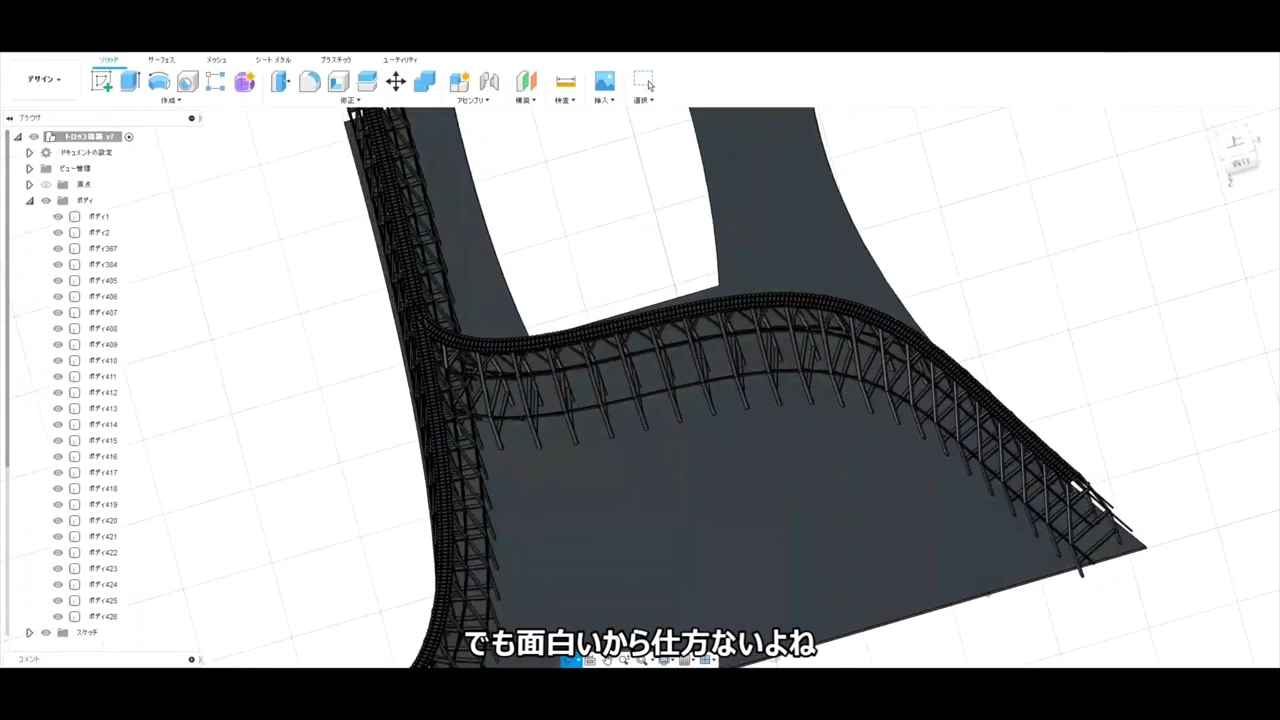 ソリッド サーフェス メッシュ シート メタル プラスチック ユーティリティ
デザイン
作成 修正 アセンブリ 構築 検査 挿入 選択
ブラウザ
ドキュメントの設定
ビュー管理
原点
ボディ
ボディ1
ボディ2
ボディ367
ボディ384
ボディ405
ボディ406
ボディ407
ボディ408
ボディ409
ボディ410
ボディ411
ボディ412
ボディ413
ボディ414
ボディ415
ボディ416
ボディ417
ボディ418
ボディ419
ボディ420
ボディ421
ボディ422
ボディ423
ボディ424
ボディ425
ボディ426
スケッチ
コメント
上
X
Z
でも面白いから仕方ないよね